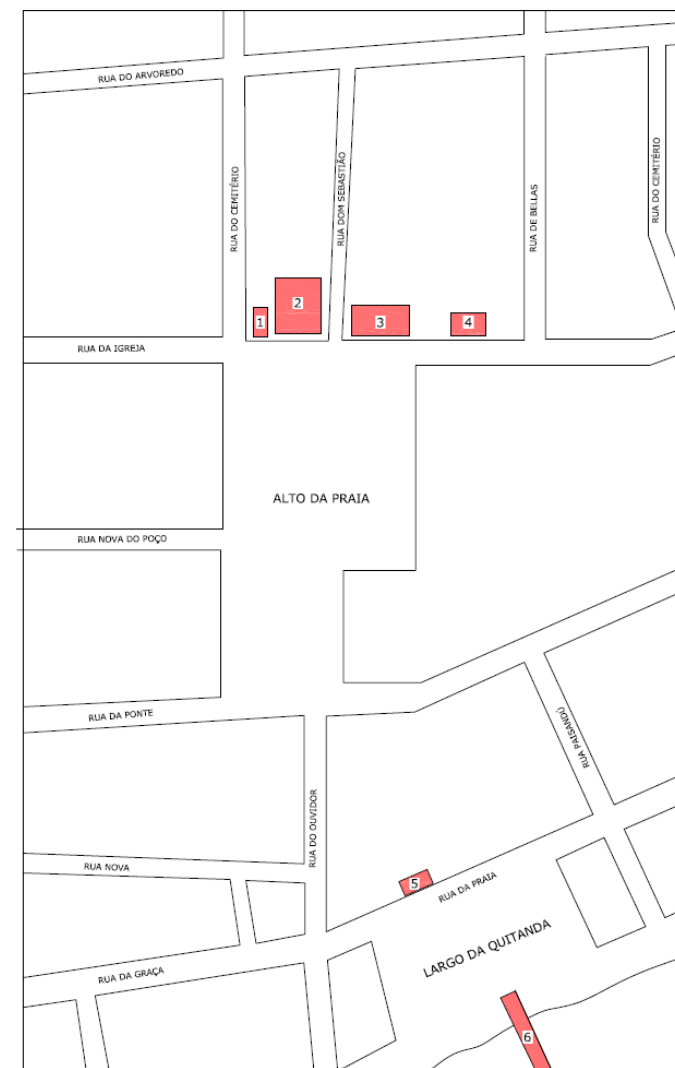 RUA DO ARVOREDO
RUA DO CEMITÉRIO
RUA DOM SEBASTIÃO
RUA DE BELLAS
RUA DO CEMITÉRIO
2
1
3
4
RUA DA IGREJA
ALTO DA PRAIA
RUA NOVA DO POÇO
RUA DA PONTE
RUA PAISANDÚ
RUA DO OUVIDOR
RUA NOVA
5
RUA DA PRAIA
LARGO DA QUITANDA
RUA DA GRAÇA
6